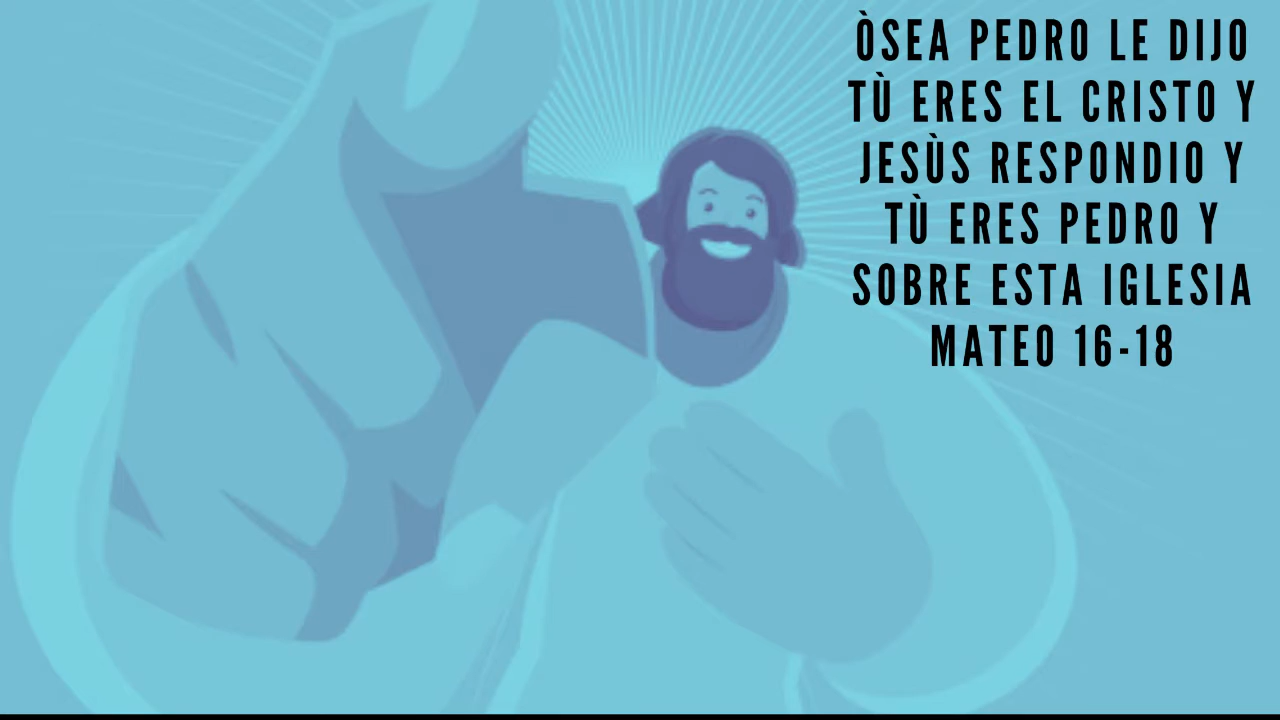 ÒSEA PEDRO LE DIJO
TÙ ERES EL CRISTO Y
JESÙS RESPONDIO Y
TÙ ERES PEDRO Y
SOBRE ESTA IGLESIA
MATEO 16-18